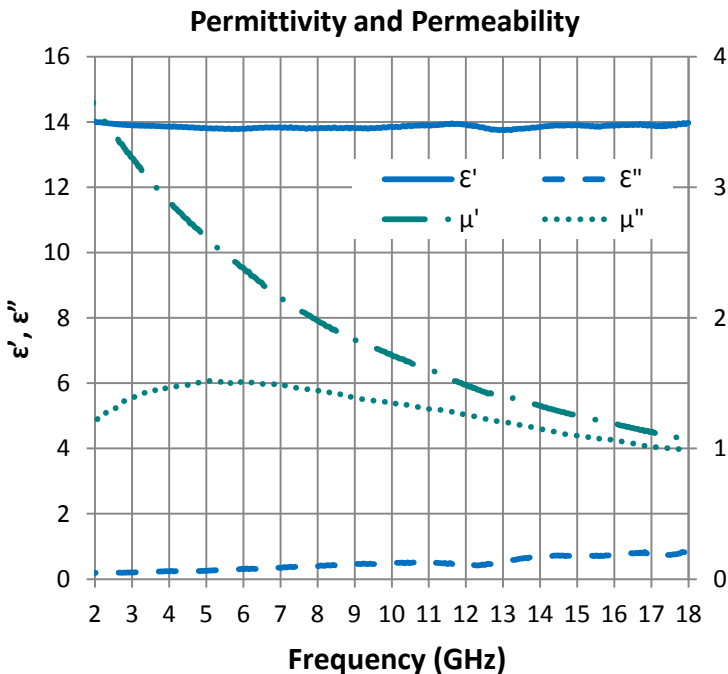 Permittivity and Permeability
16
14
12
10
8
6
4
2
0
4
3
2
1
0
ε', ε"
ε' ε"
μ' μ"
2 3 4 5 6 7 8 9 10 11 12 13 14 15 16 17 18
Frequency (GHz)